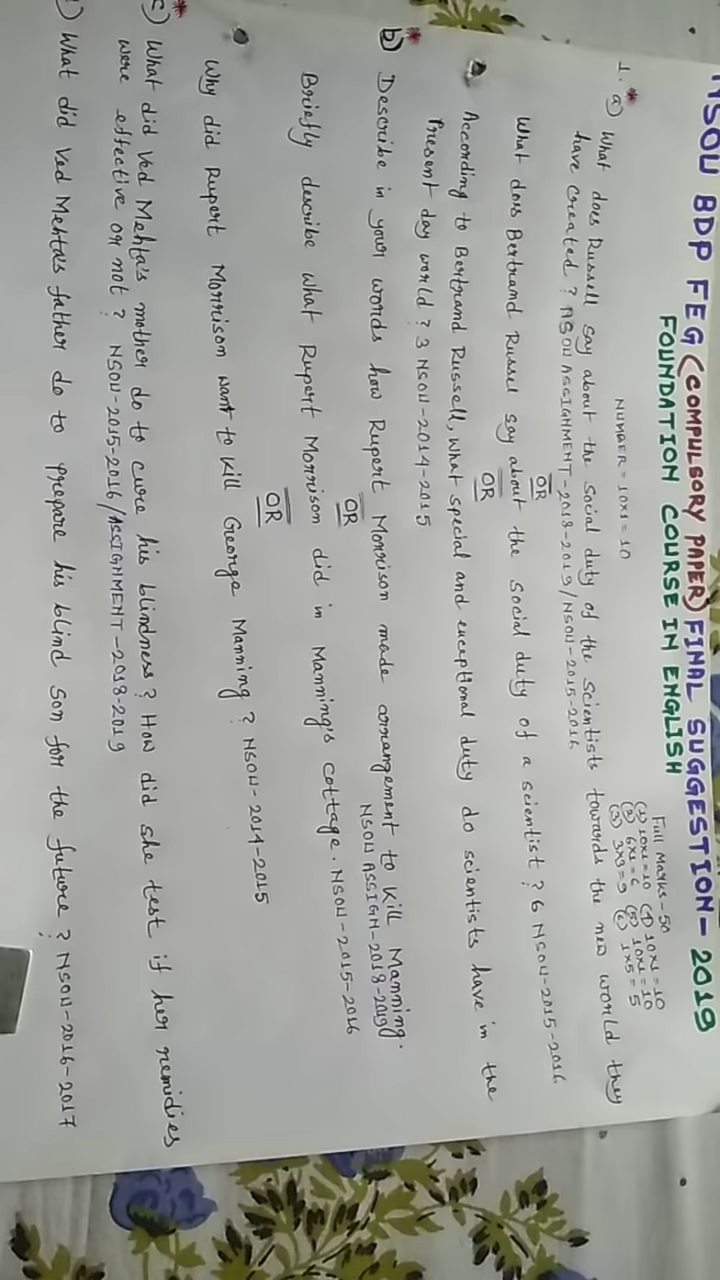 NSOU BDP FEG (COMPULSORY PAPER) FINAL SUGGESTION- 2019
FOUNDATION COURSE IN ENGLISH
Full Marks - 50
(1) 10x1=10 (4) 10x1=10
(2) 6x1=6 (5) 10x1=10
(3) 3x3=9 (6) 1x5=5
NUMBER = 10x1=10
1. a) What does Russell say about the social duty of the scientists towards the new world they
have created? NSOU ASSIGNMENT-2018-2019/NSOU-2015-2016
OR
What does Bertrand Russel say about the social duty of a scientist? 6 NSOU-2015-2016
OR
According to Bertrand Russell, what special and exceptional duty do scientists have in the
Present day world? 3 NSOU-2014-2015
b) Describe in your words how Rupert Morrison made arrangement to kill Manning.
NSOU ASSIGN-2018-2019
OR
Briefly describe what Rupert Morrison did in Manning's cottage. NSOU-2015-2016
OR
Why did Rupert Morrison want to kill George Manning? NSOU-2014-2015
c) What did Ved Mehta's mother do to cure his blindness? How did she test if her remidies
were effective or not? NSOU-2015-2016/ASSIGNMENT-2018-2019
What did Ved Mehta's father do to prepare his blind son for the future? NSOU-2016-2017